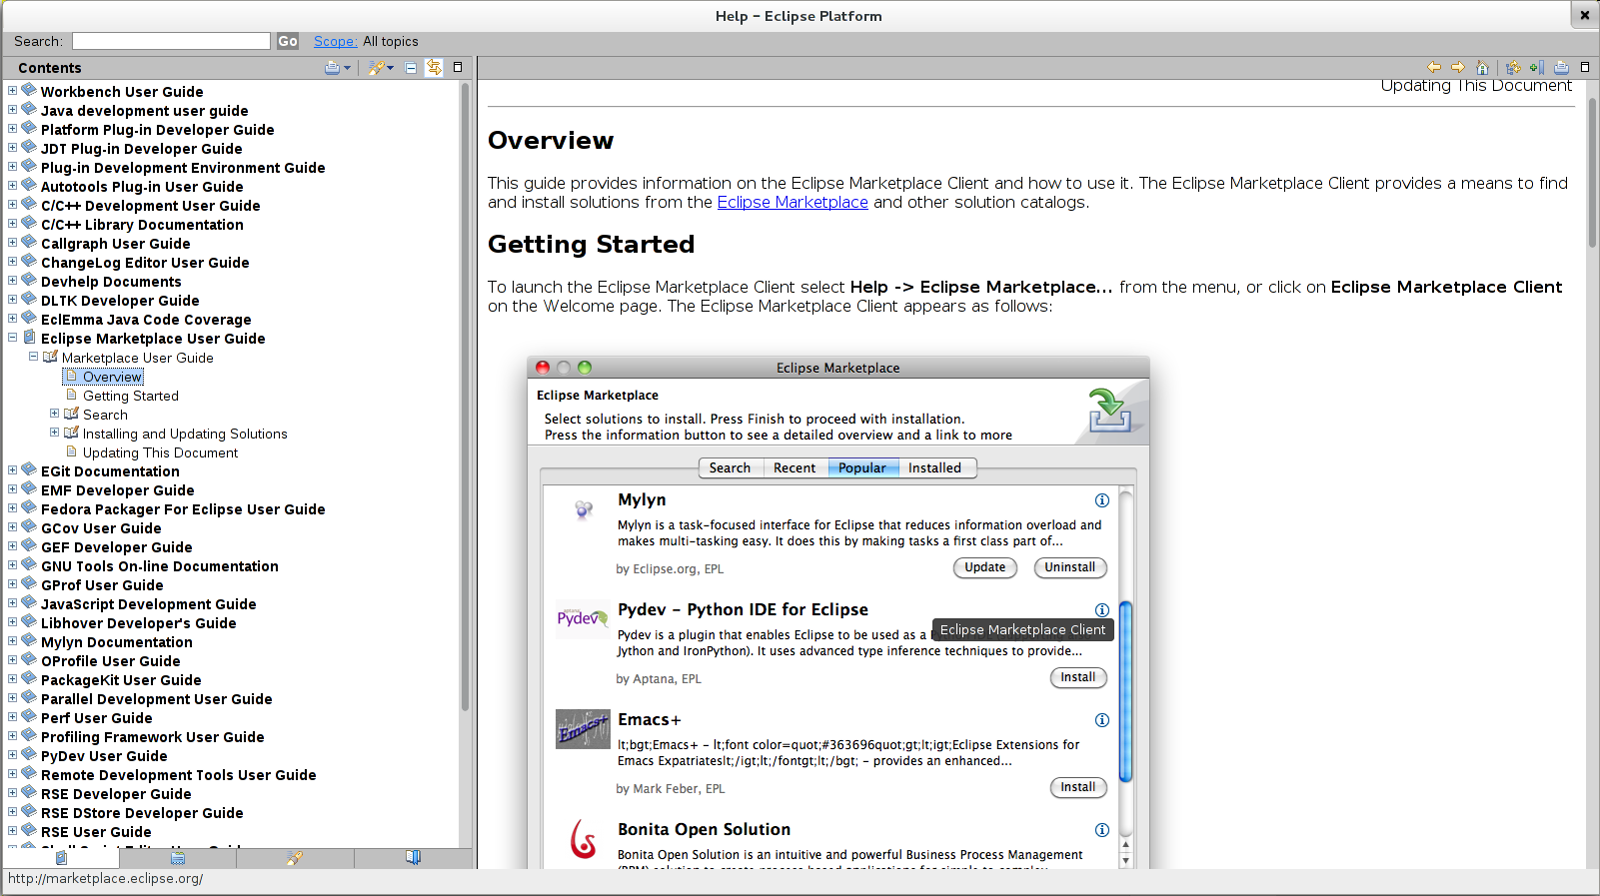 Help - Eclipse Platform
Search:
Go
Scope:
All topics
Contents
Workbench User Guide
Java development user guide
Platform Plug-in Developer Guide
JDT Plug-in Developer Guide
Plug-in Development Environment Guide
Autotools Plug-in User Guide
C/C++ Development User Guide
C/C++ Library Documentation
Callgraph User Guide
ChangeLog Editor User Guide
Devhelp Documents
DLTK Developer Guide
EclEmma Java Code Coverage
Eclipse Marketplace User Guide
Marketplace User Guide
Overview
Getting Started
Search
Installing and Updating Solutions
Updating This Document
EGit Documentation
EMF Developer Guide
Fedora Packager For Eclipse User Guide
GCov User Guide
GEF Developer Guide
GNU Tools On-line Documentation
GProf User Guide
JavaScript Development Guide
Libhover Developer's Guide
Mylyn Documentation
OProfile User Guide
PackageKit User Guide
Parallel Development User Guide
Perf User Guide
Profiling Framework User Guide
PyDev User Guide
Remote Development Tools User Guide
RSE Developer Guide
RSE DStore Developer Guide
RSE User Guide
Updating This Document
Overview
This guide provides information on the Eclipse Marketplace Client and how to use it. The Eclipse Marketplace Client provides a means to find
and install solutions from the Eclipse Marketplace and other solution catalogs.
Getting Started
To launch the Eclipse Marketplace Client select Help -> Eclipse Marketplace... from the menu, or click on Eclipse Marketplace Client
on the Welcome page. The Eclipse Marketplace Client appears as follows:
Eclipse Marketplace
Eclipse Marketplace
Select solutions to install. Press Finish to proceed with installation.
Press the information button to see a detailed overview and a link to more
Search
Recent
Popular
Installed
Mylyn
Mylyn is a task-focused interface for Eclipse that reduces information overload and
makes multi-tasking easy. It does this by making tasks a first class part of...
by Eclipse.org, EPL
Update
Uninstall
aptana
Pydev
Pydev - Python IDE for Eclipse
Eclipse Marketplace Client
Pydev is a plugin that enables Eclipse to be used as a
Jython and IronPython). It uses advanced type inference techniques to provide...
by Aptana, EPL
Install
Emacs+
Emacs+
lt;bgt;Emacs+ - lt;font color=quot;#363696quot;gt;lt;igt;Eclipse Extensions for
Emacs Expatriateslt;/igt;lt;/fontgt;lt;/bgt; - provides an enhanced...
by Mark Feber, EPL
Install
Bonita Open Solution
Bonita Open Solution is an intuitive and powerful Business Process Management
http://marketplace.eclipse.org/